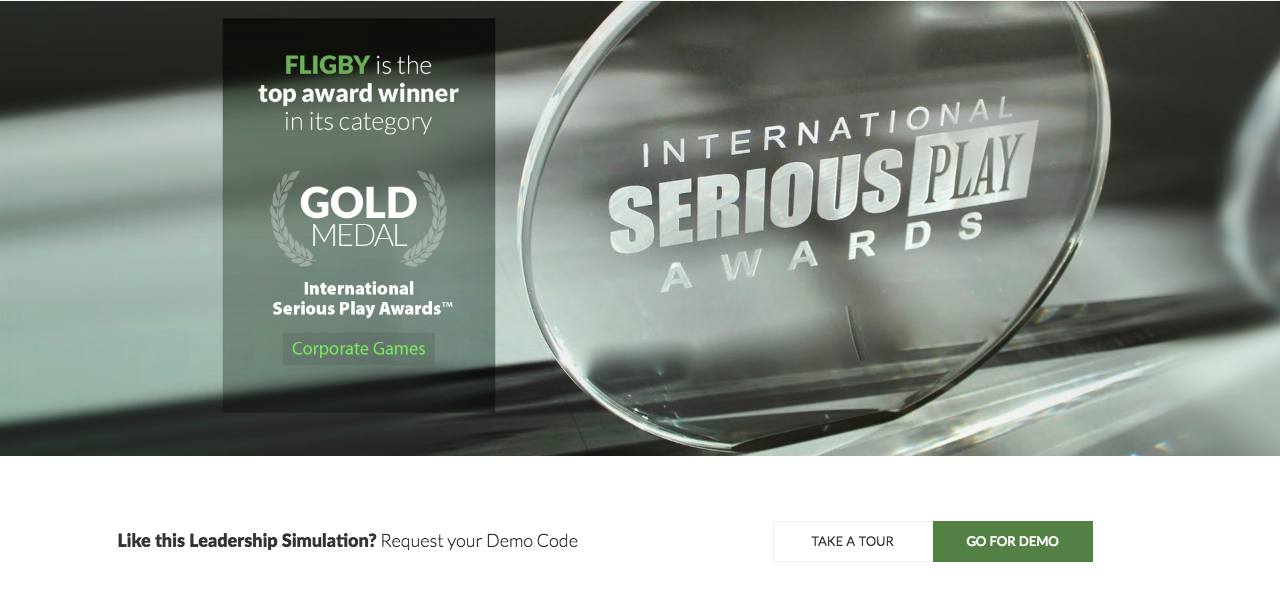 FLIGBY is the
top award winner
in its category
GOLD
MEDAL
International
Serious Play Awards™
Corporate Games
INTERNATIONAL
SERIOUS PLAY
AWARDS
Like this Leadership Simulation? Request your Demo Code
TAKE A TOUR
GO FOR DEMO